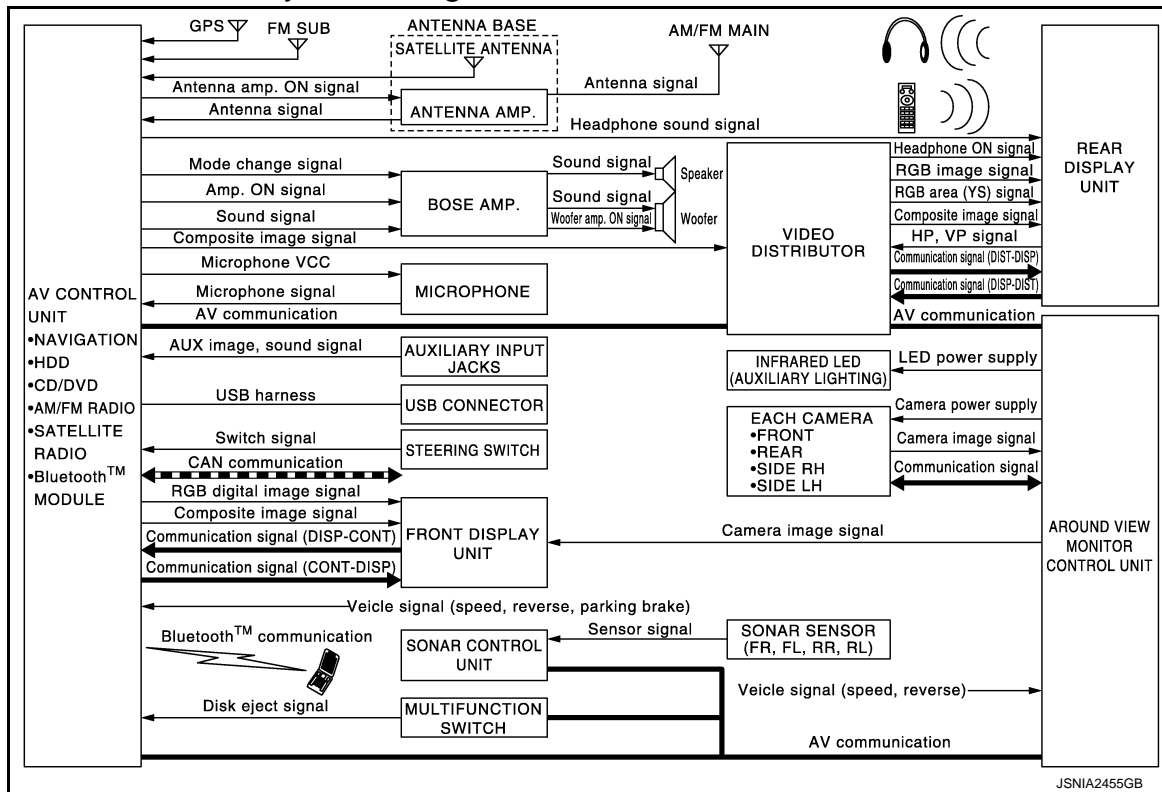 GPS
FM SUB
ANTENNA BASE
SATELLITE ANTENNA
AM/FM MAIN
Antenna amp. ON signal
Antenna signal
ANTENNA AMP.
Antenna signal
Headphone sound signal
Mode change signal
Amp. ON signal
Sound signal
BOSE AMP.
Sound signal
Speaker
Sound signal
Woofer amp. ON signal
Woofer
Composite image signal
VIDEO
DISTRIBUTOR
Headphone ON signal
RGB image signal
RGB area (YS) signal
Composite image signal
HP, VP signal
Communication signal (DIST-DISP)
Communication signal (DISP-DIST)
REAR
DISPLAY
UNIT
Microphone VCC
Microphone signal
MICROPHONE
AV communication
AV communication
AV CONTROL
UNIT
•NAVIGATION
•HDD
•CD/DVD
•AM/FM RADIO
•SATELLITE
RADIO
•Bluetooth™
MODULE
AUX image, sound signal
AUXILIARY INPUT
JACKS
USB harness
USB CONNECTOR
Switch signal
STEERING SWITCH
CAN communication
RGB digital image signal
Composite image signal
Communication signal (DISP-CONT)
Communication signal (CONT-DISP)
FRONT DISPLAY
UNIT
INFRARED LED
(AUXILIARY LIGHTING)
LED power supply
EACH CAMERA
•FRONT
•REAR
•SIDE RH
•SIDE LH
Camera power supply
Camera image signal
Communication signal
Camera image signal
AROUND VIEW
MONITOR
CONTROL UNIT
Veicle signal (speed, reverse, parking brake)
Bluetooth™ communication
SONAR CONTROL
UNIT
Sensor signal
SONAR SENSOR
(FR, FL, RR, RL)
Veicle signal (speed, reverse)
Disk eject signal
MULTIFUNCTION
SWITCH
AV communication
JSNIA2455GB